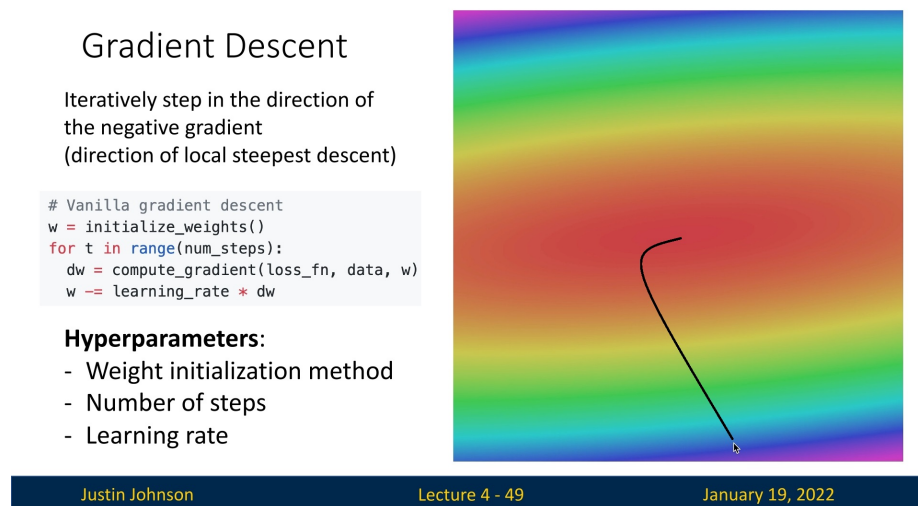 Gradient Descent
Iteratively step in the direction of
the negative gradient
(direction of local steepest descent)
# Vanilla gradient descent
w = initialize_weights()
for t in range(num_steps):
  dw = compute_gradient(loss_fn, data, w)
  w -= learning_rate * dw
Hyperparameters:
- Weight initialization method
- Number of steps
- Learning rate
Justin Johnson
Lecture 4 - 49
January 19, 2022